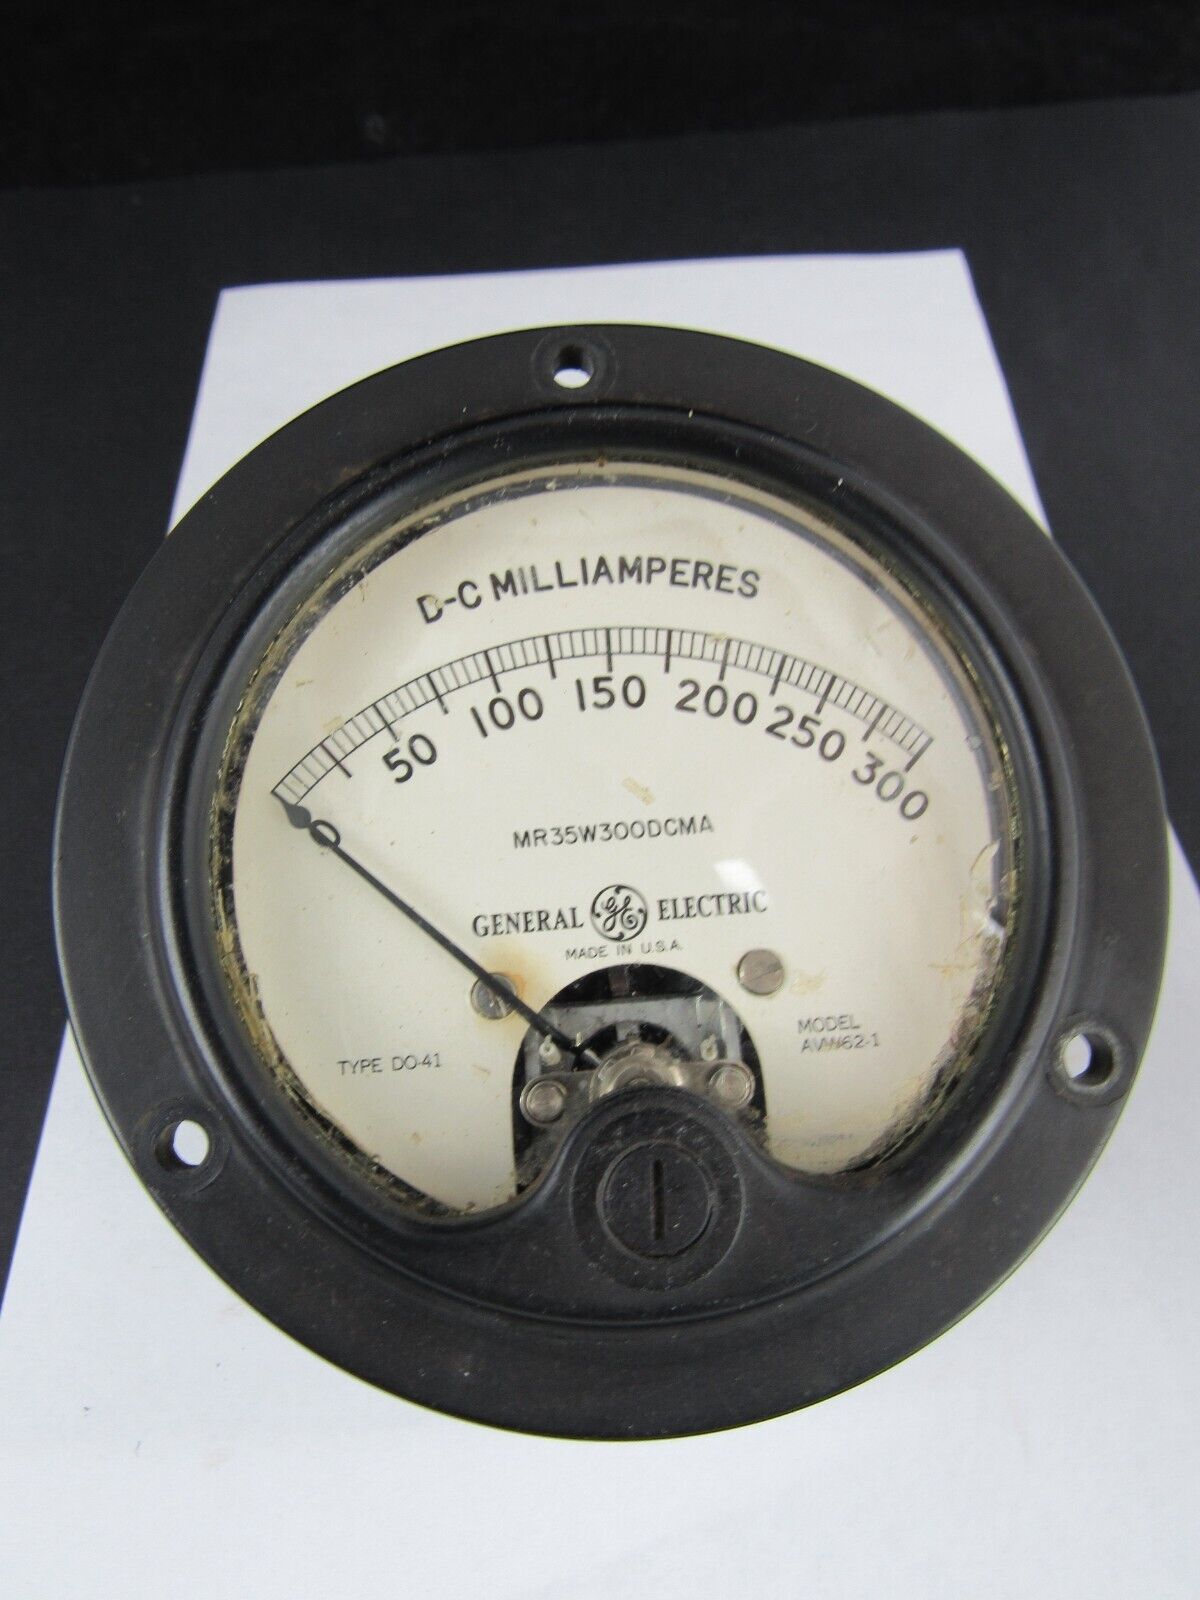 D-C MILLIAMPERES
0 50 100 150 200 250 300
MR35W300DCMA
GENERAL GE ELECTRIC
MADE IN U.S.A.
TYPE DO-41
MODEL
AVW62-1